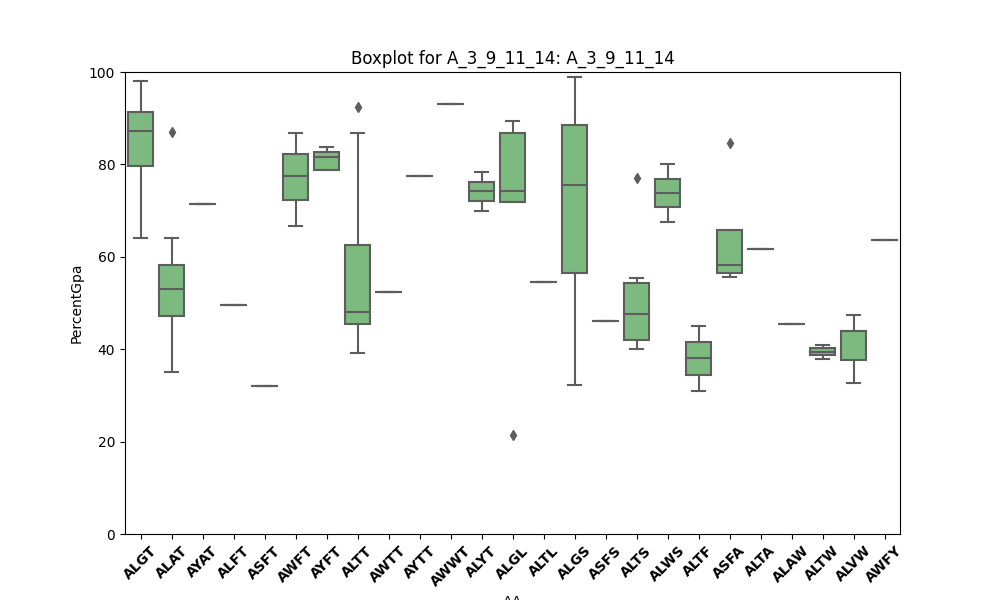 Boxplot for A_3_9_11_14: A_3_9_11_14
100
80
60
40
20
0
PercentGpa
ALGT ALAT AYAT ALFT ASFT AWFT AYFT ALTT AWTT AYTT AWWT ALYT ALGL ALTL ALGS ASFS ALTS ALWS ALTF ASFA ALTA ALAW ALTW ALVW AWFY
AA